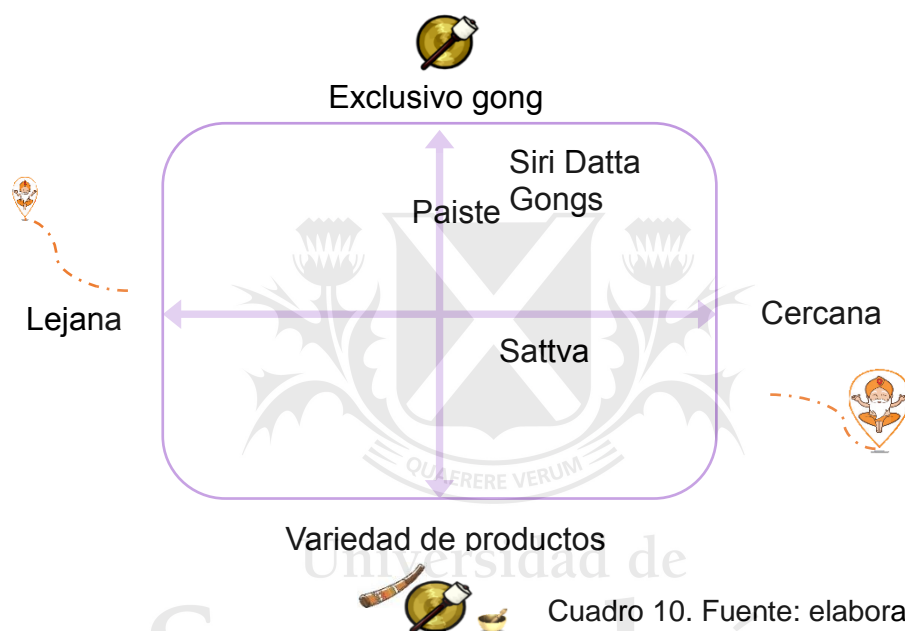 Exclusivo gong
Siri Datta
Gongs
Paiste
Lejana
Cercana
Sattva
QUAERERE VERUM
Variedad de productos
Universidad de
Cuadro 10. Fuente: elabora